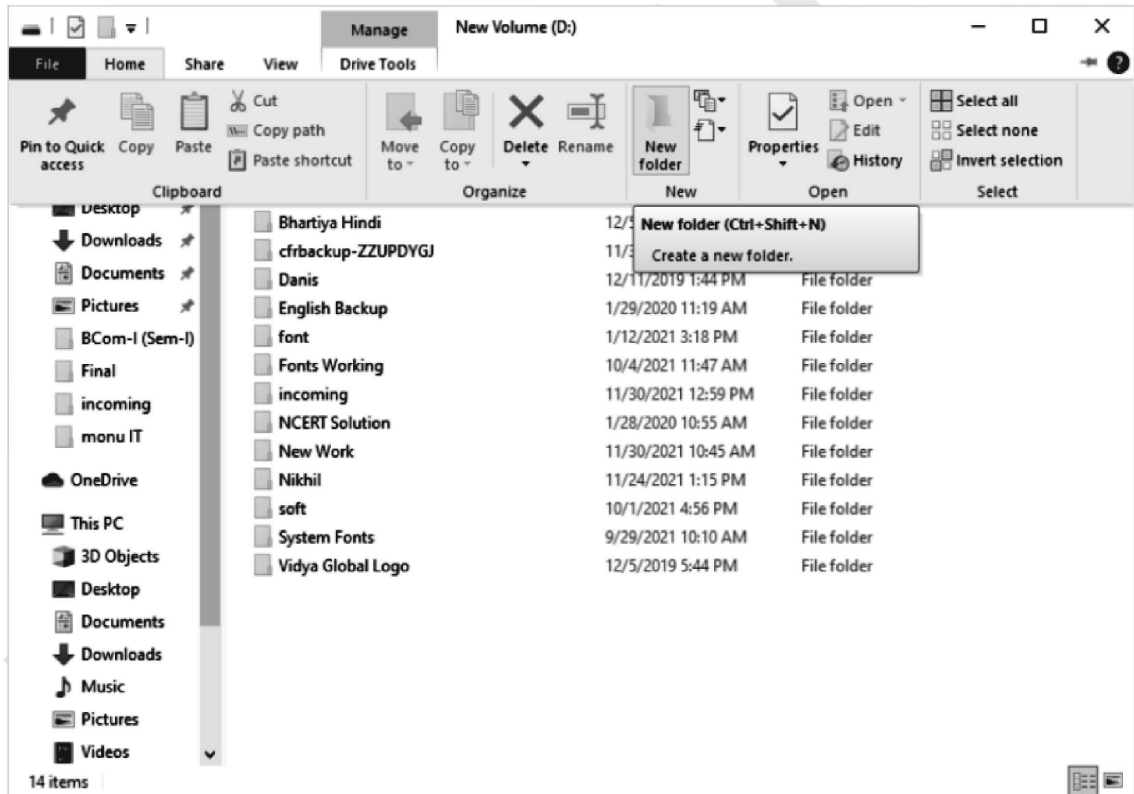 Manage New Volume (D:)
File Home Share View Drive Tools
Pin to Quick access
Copy
Paste
Cut
Copy path
Paste shortcut
Clipboard
Move to
Copy to
Delete
Rename
Organize
New folder
New
Properties
Open
Edit
History
Open
Select all
Select none
Invert selection
Select
New folder (Ctrl+Shift+N)
Create a new folder.
Desktop
Downloads
Documents
Pictures
BCom-I (Sem-I)
Final
incoming
monu IT
OneDrive
This PC
3D Objects
Desktop
Documents
Downloads
Music
Pictures
Videos
Bhartiya Hindi 12/5
cfrbackup-ZZUPDYGJ 11/3
Danis 12/11/2019 1:44 PM File folder
English Backup 1/29/2020 11:19 AM File folder
font 1/12/2021 3:18 PM File folder
Fonts Working 10/4/2021 11:47 AM File folder
incoming 11/30/2021 12:59 PM File folder
NCERT Solution 1/28/2020 10:55 AM File folder
New Work 11/30/2021 10:45 AM File folder
Nikhil 11/24/2021 1:15 PM File folder
soft 10/1/2021 4:56 PM File folder
System Fonts 9/29/2021 10:10 AM File folder
Vidya Global Logo 12/5/2019 5:44 PM File folder
14 items